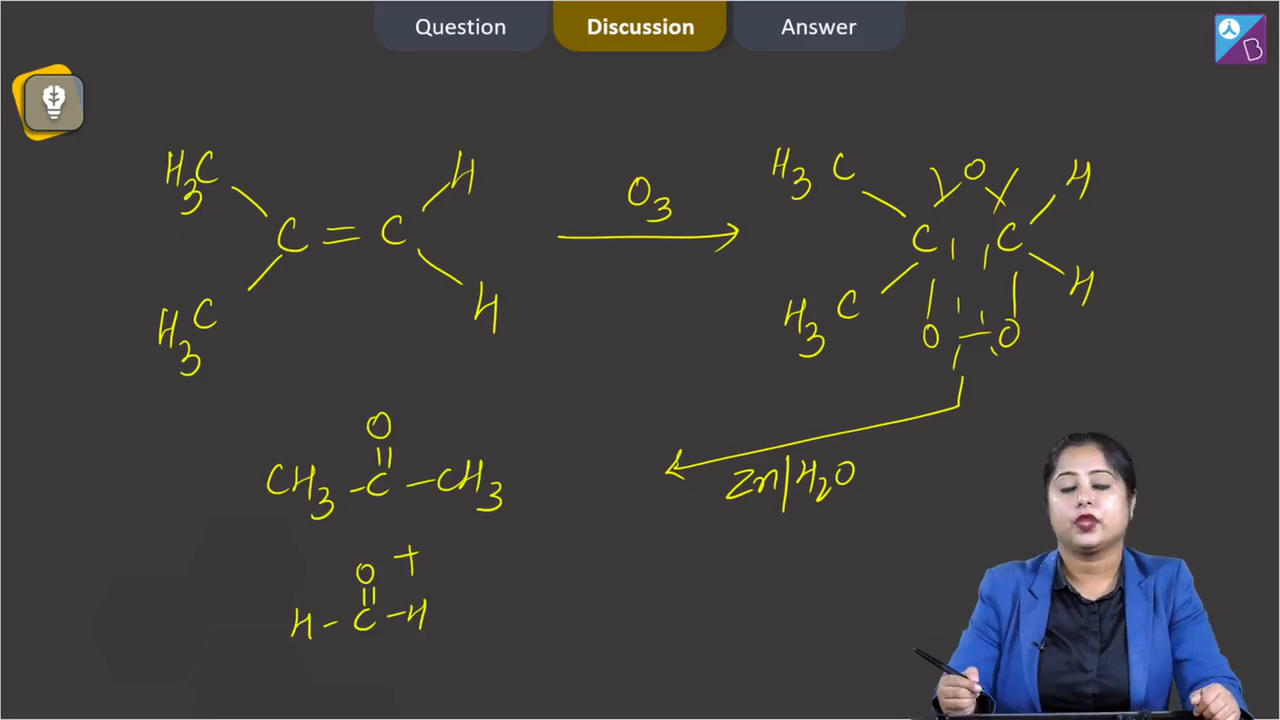 Question Discussion Answer
B
H3C H H3C O H
O3
C = C C C
H3C H H3C H
O - O
O
CH3 - C - CH3 Zn/H2O
+
O
H - C - H